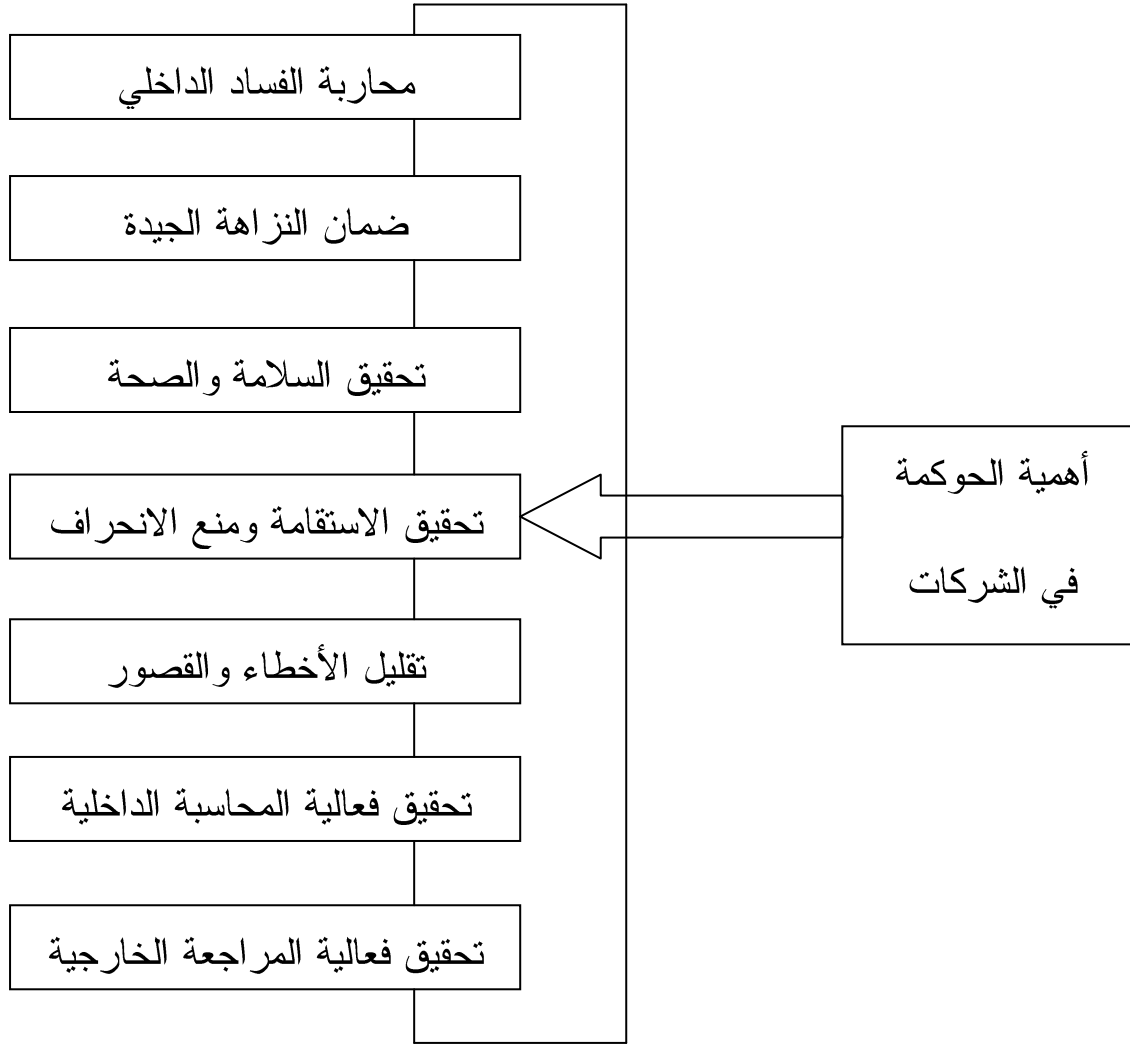 أهمية الحوكمة
في الشركات
محاربة الفساد الداخلي
ضمان النزاهة الجيدة
تحقيق السلامة والصحة
تحقيق الاستقامة ومنع الانحراف
تقليل الأخطاء والقصور
تحقيق فعالية المحاسبة الداخلية
تحقيق فعالية المراجعة الخارجية